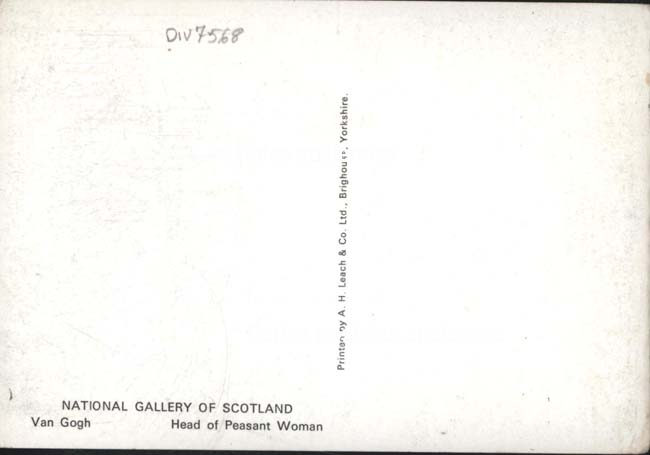 DIV7568
Printed by A. H. Leach & Co. Ltd., Brighouse, Yorkshire.
NATIONAL GALLERY OF SCOTLAND
Van Gogh Head of Peasant Woman